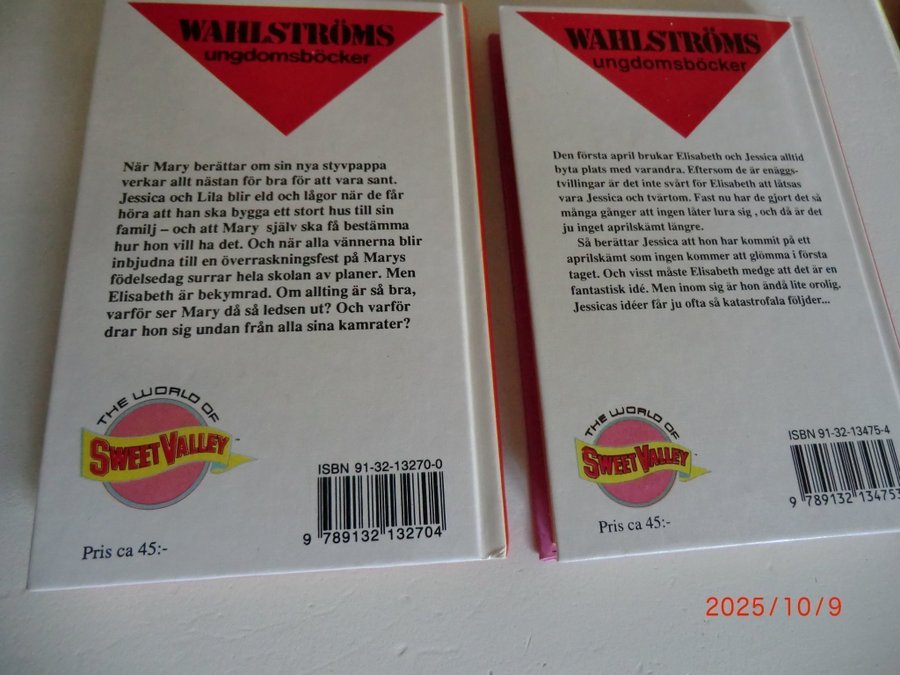 WAHLSTRÖMS
ungdomsböcker
När Mary berättar om sin nya styvpappa
verkar allt nästan för bra för att vara sant.
Jessica och Lila blir eld och lågor när de får
höra att han ska bygga ett stort hus till sin
familj – och att Mary själv ska få bestämma
hur hon vill ha det. Och när alla vännerna blir
inbjudna till en överraskningsfest på Marys
födelsedag surrar hela skolan av planer. Men
Elisabeth är bekymrad. Om allting är så bra,
varför ser Mary då så ledsen ut? Och varför
drar hon sig undan från alla sina kamrater?
THE WORLD OF
SWEET VALLEY
ISBN 91-32-13270-0
9 789132 132704
Pris ca 45:-
WAHLSTRÖMS
ungdomsböcker
Den första april brukar Elisabeth och Jessica alltid
byta plats med varandra. Eftersom de är enäggs-
tvillingar är det inte svårt för Elisabeth att låtsas
vara Jessica och tvärtom. Fast nu har de gjort det så
många gånger att ingen låter lura sig , och då är det
ju inget aprilskämt längre.
Så berättar Jessica att hon har kommit på ett
aprilskämt som ingen kommer att glömma i första
taget. Och visst måste Elisabeth medge att det är en
fantastisk idé. Men inom sig är hon ändå lite orolig.
Jessicas idéer får ju ofta så katastrofala följder...
THE WORLD OF
SWEET VALLEY
ISBN 91-32-13475-4
9 789132 134753
Pris ca 45:-
2025/10/9